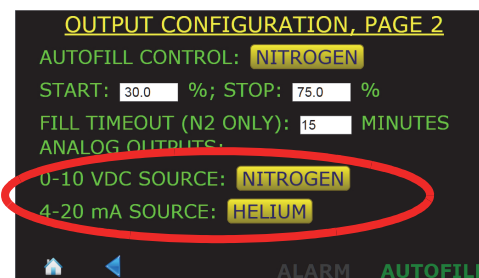 OUTPUT CONFIGURATION, PAGE 2
AUTOFILL CONTROL: NITROGEN
START: 30.0 %; STOP: 75.0 %
FILL TIMEOUT (N2 ONLY): 15 MINUTES
ANALOG OUTPUTS:
0-10 VDC SOURCE: NITROGEN
4-20 mA SOURCE: HELIUM
ALARM AUTOFILL